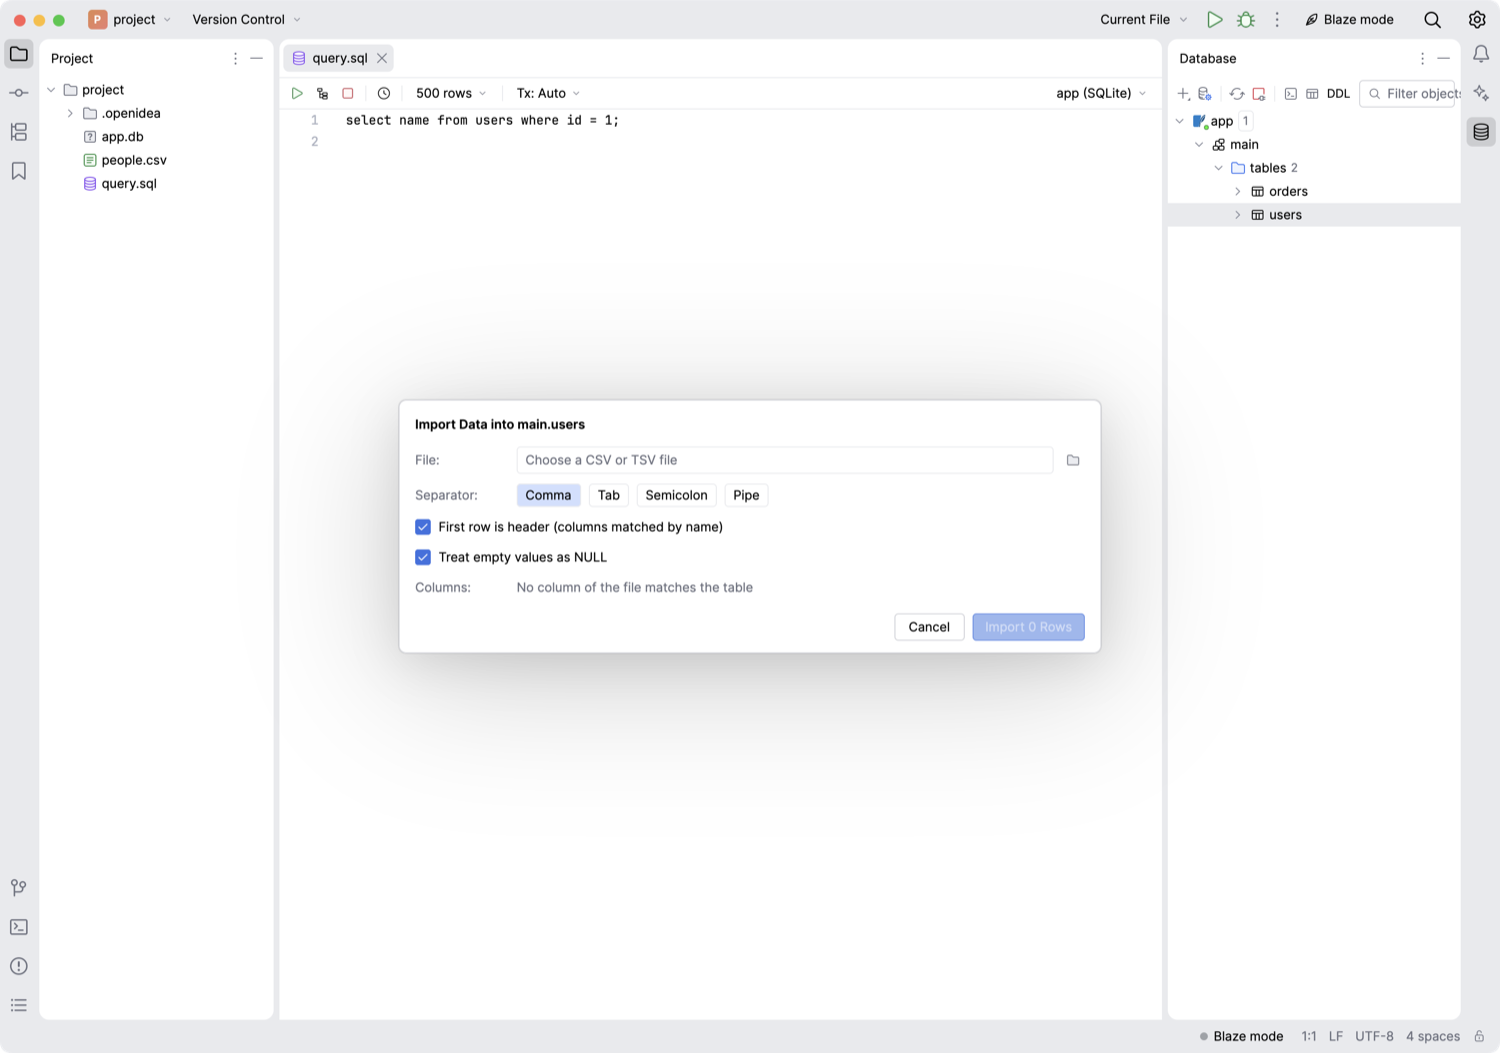 P project Version Control Current File Blaze mode
Project
project
.openidea
app.db
people.csv
query.sql
query.sql
500 rows Tx: Auto app (SQLite)
1 select name from users where id = 1;
2
Import Data into main.users
File: Choose a CSV or TSV file
Separator: Comma Tab Semicolon Pipe
First row is header (columns matched by name)
Treat empty values as NULL
Columns: No column of the file matches the table
Cancel Import 0 Rows
Database
DDL Filter objects
app 1
main
tables 2
orders
users
Blaze mode 1:1 LF UTF-8 4 spaces